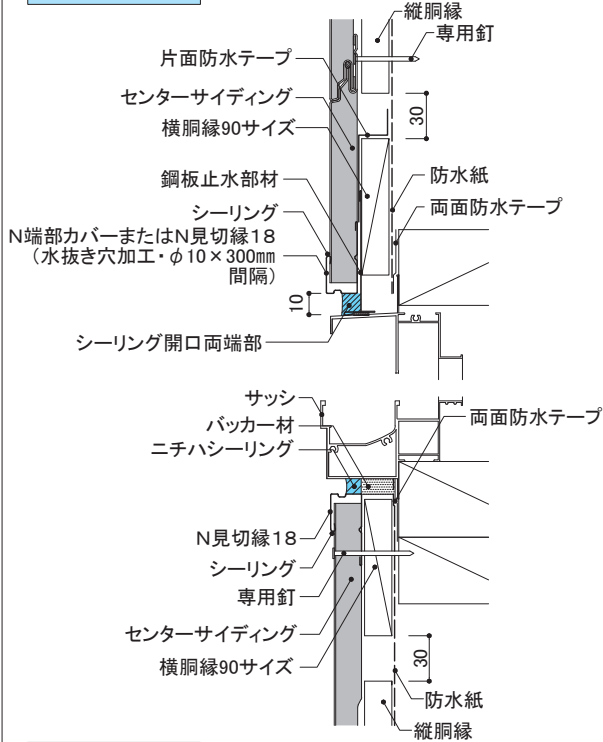 縦胴縁
専用釘
片面防水テープ
センターサイディング
横胴縁90サイズ
30
鋼板止水部材
防水紙
シーリング
両面防水テープ
N端部カバーまたはN見切縁18
（水抜き穴加工・φ10×300㎜
間隔）
10
シーリング開口両端部
サッシ
バッカー材
両面防水テープ
ニチハシーリング
N見切縁18
シーリング
専用釘
センターサイディング
横胴縁90サイズ
30
防水紙
縦胴縁